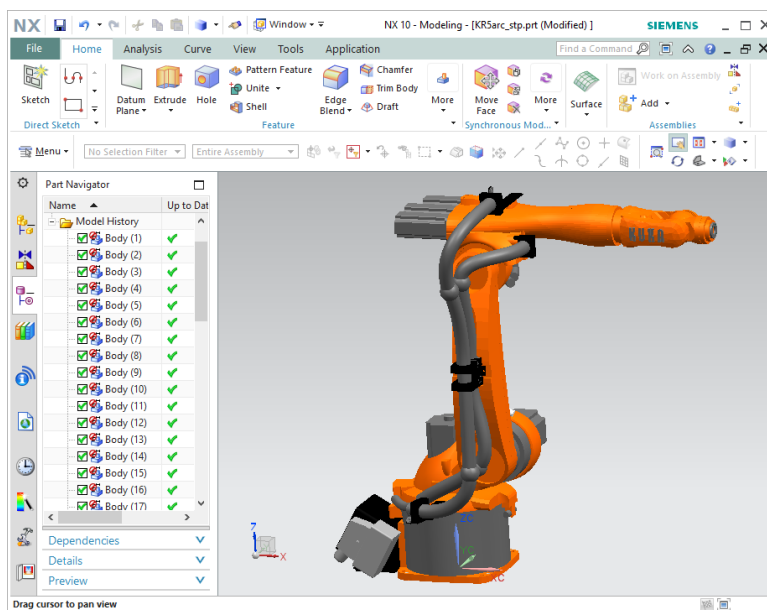 NX Window NX 10 - Modeling - [KR5arc_stp.prt (Modified) ] SIEMENS
File Home Analysis Curve View Tools Application Find a Command
Sketch
Direct Sketch
Datum Plane
Extrude
Hole
Pattern Feature
Unite
Shell
Edge Blend
Chamfer
Trim Body
Draft
More
Feature
Move Face
More
Synchronous Mod...
Surface
Work on Assembly
Add
Assemblies
Menu No Selection Filter Entire Assembly
Part Navigator
Name Up to Dat
Model History
Body (1)
Body (2)
Body (3)
Body (4)
Body (5)
Body (6)
Body (7)
Body (8)
Body (9)
Body (10)
Body (11)
Body (12)
Body (13)
Body (14)
Body (15)
Body (16)
Body (17)
Dependencies
Details
Preview
KUKA
Z
X
ZC
YC
XC
Drag cursor to pan view